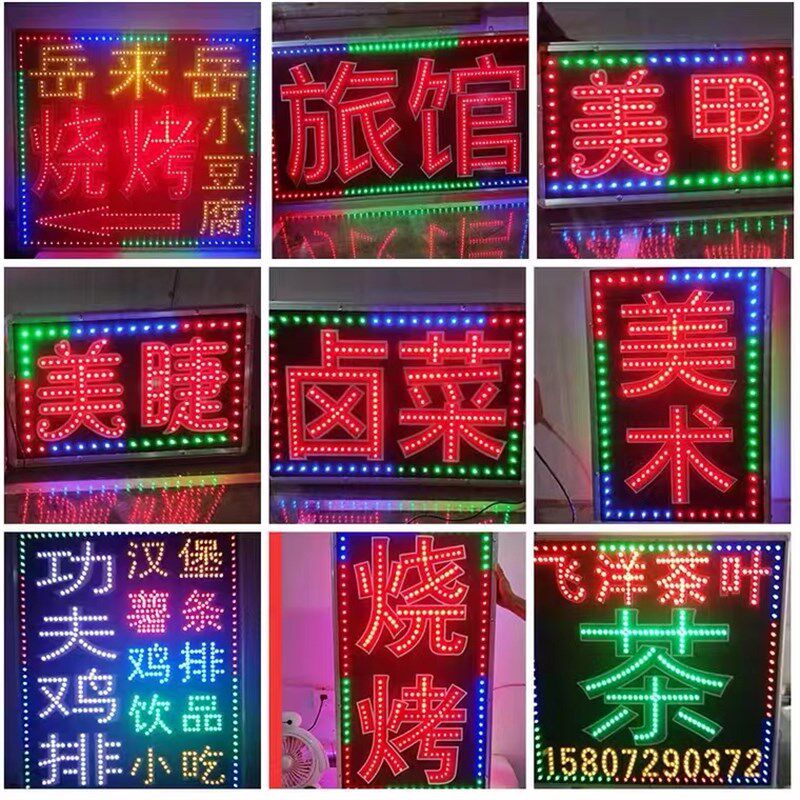 岳来岳
烧烤
小豆腐
旅馆
美甲
美睫
卤菜
美术
功夫鸡排
汉堡
薯条
鸡排
饮品
小吃
烧烤
飞洋茶叶
茶
15807290372